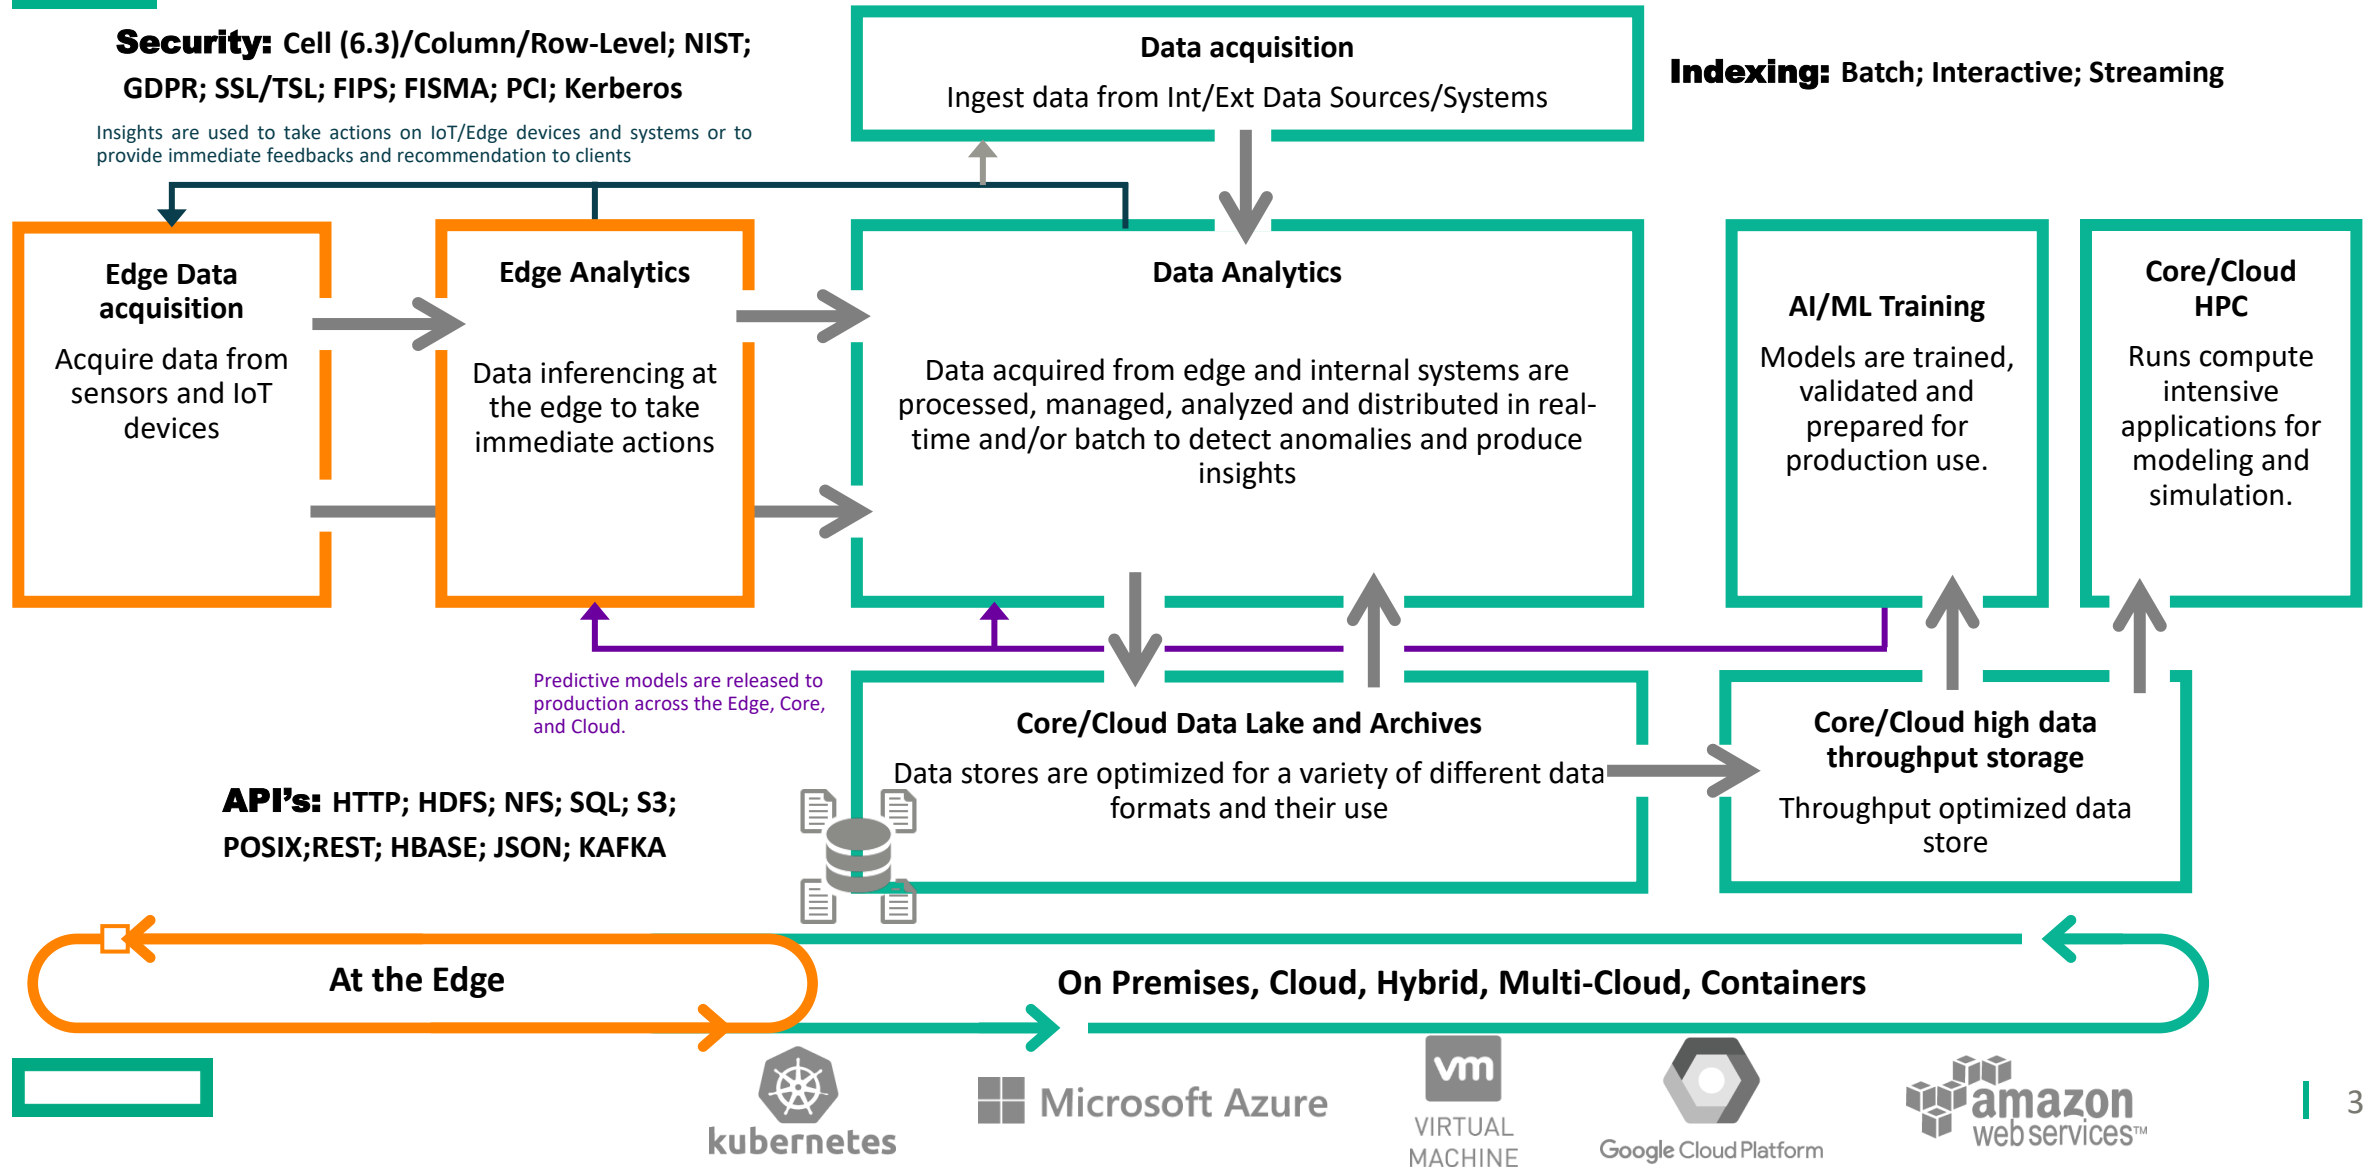 Security: Cell (6.3)/Column/Row-Level; NIST;
GDPR; SSL/TSL; FIPS; FISMA; PCI; Kerberos
Insights are used to take actions on IoT/Edge devices and systems or to
provide immediate feedbacks and recommendation to clients
Data acquisition
Ingest data from Int/Ext Data Sources/Systems
Indexing: Batch; Interactive; Streaming
Edge Data
acquisition
Acquire data from
sensors and IoT
devices
Edge Analytics
Data inferencing at
the edge to take
immediate actions
Data Analytics
Data acquired from edge and internal systems are
processed, managed, analyzed and distributed in real-
time and/or batch to detect anomalies and produce
insights
AI/ML Training
Models are trained,
validated and
prepared for
production use.
Core/Cloud
HPC
Runs compute
intensive
applications for
modeling and
simulation.
Predictive models are released to
production across the Edge, Core,
and Cloud.
Core/Cloud Data Lake and Archives
Data stores are optimized for a variety of different data
formats and their use
Core/Cloud high data
throughput storage
Throughput optimized data
store
API's: HTTP; HDFS; NFS; SQL; S3;
POSIX;REST; HBASE; JSON; KAFKA
At the Edge
On Premises, Cloud, Hybrid, Multi-Cloud, Containers
kubernetes
Microsoft Azure
vm
VIRTUAL
MACHINE
Google Cloud Platform
amazon
web services™
3